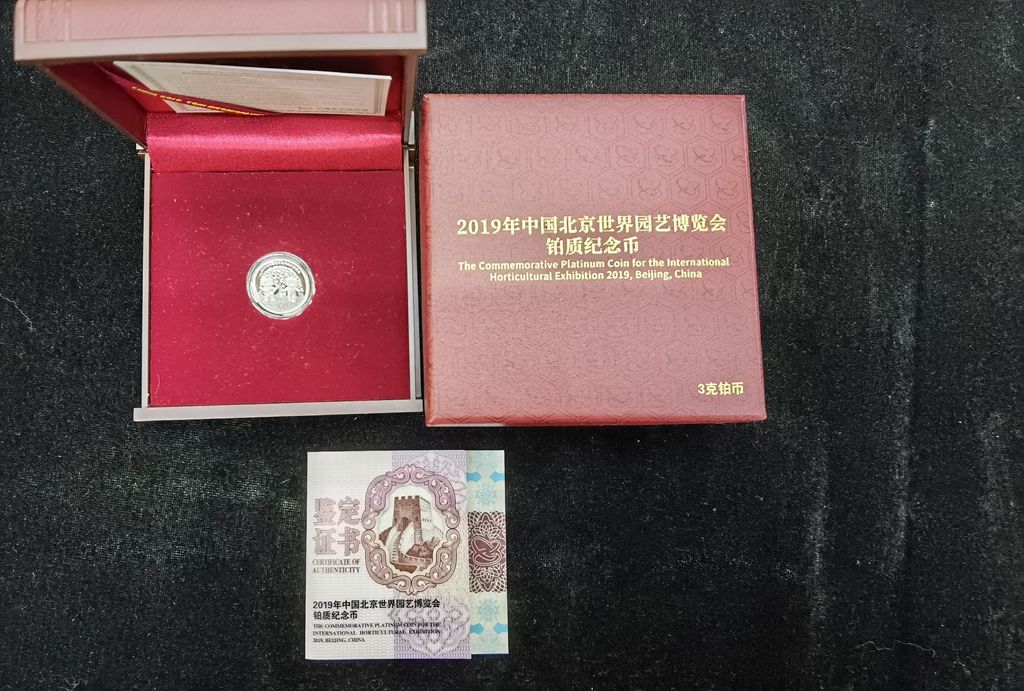 2019年中国北京世界园艺博览会
铂质纪念币
The Commemorative Platinum Coin for the International
Horticultural Exhibition 2019, Beijing, China
3克铂币
鉴定
证书
CERTIFICATE OF
AUTHENTICITY
2019年中国北京世界园艺博览会
铂质纪念币
THE COMMEMORATIVE PLATINUM COIN FOR THE
INTERNATIONAL HORTICULTURAL EXHIBITION
2019, BEIJING, CHINA